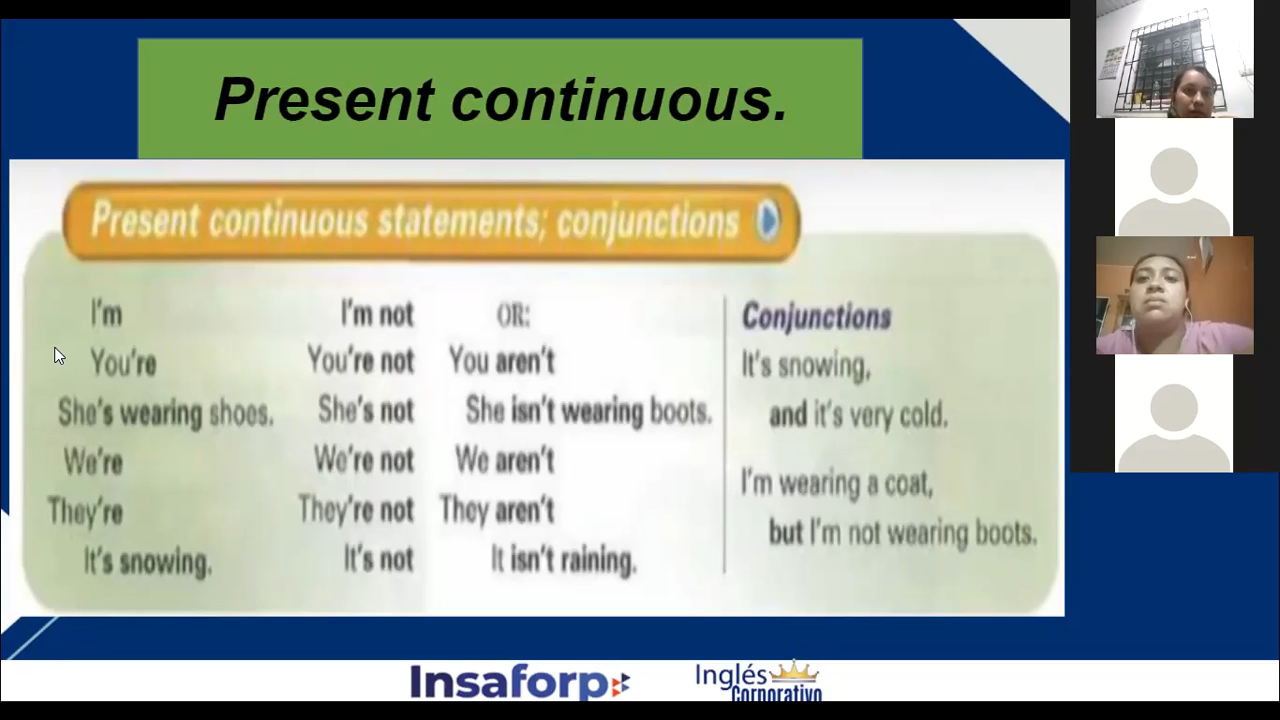 Present continuous.
Present continuous statements; conjunctions
I'm I'm not OR:
You're You're not You aren't
She's wearing shoes. She's not She isn't wearing boots.
We're We're not We aren't
They're They're not They aren't
It's snowing. It's not It isn't raining.
Conjunctions
It's snowing,
and it's very cold.
I'm wearing a coat,
but I'm not wearing boots.
Insaforp
Inglés
Corporativo